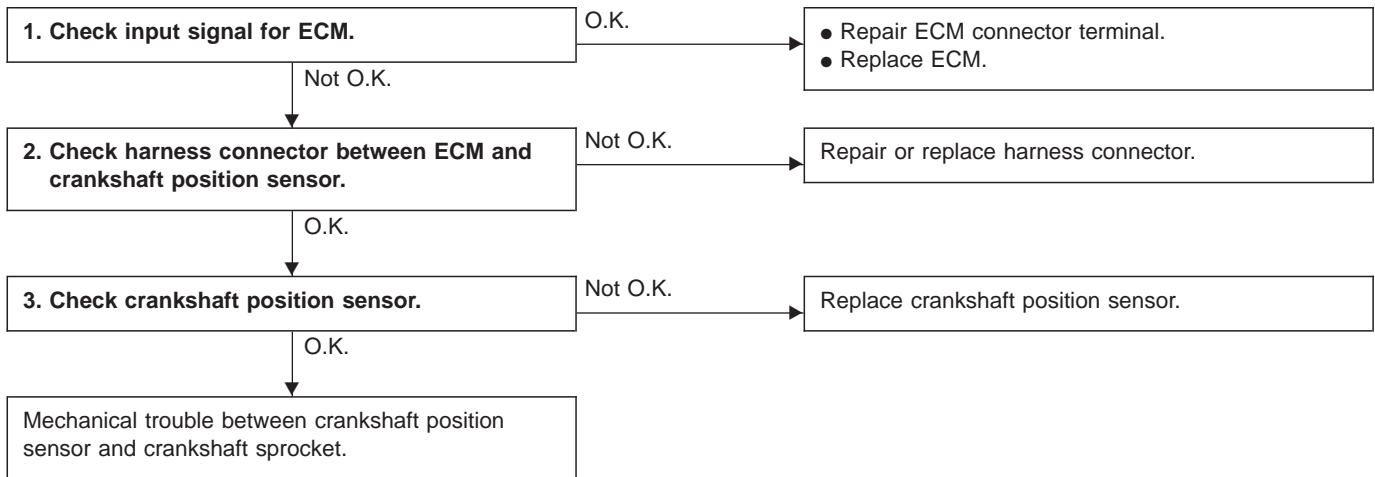 1. Check input signal for ECM.
O.K.
● Repair ECM connector terminal.
● Replace ECM.
Not O.K.
2. Check harness connector between ECM and
crankshaft position sensor.
Not O.K.
Repair or replace harness connector.
O.K.
3. Check crankshaft position sensor.
Not O.K.
Replace crankshaft position sensor.
O.K.
Mechanical trouble between crankshaft position
sensor and crankshaft sprocket.